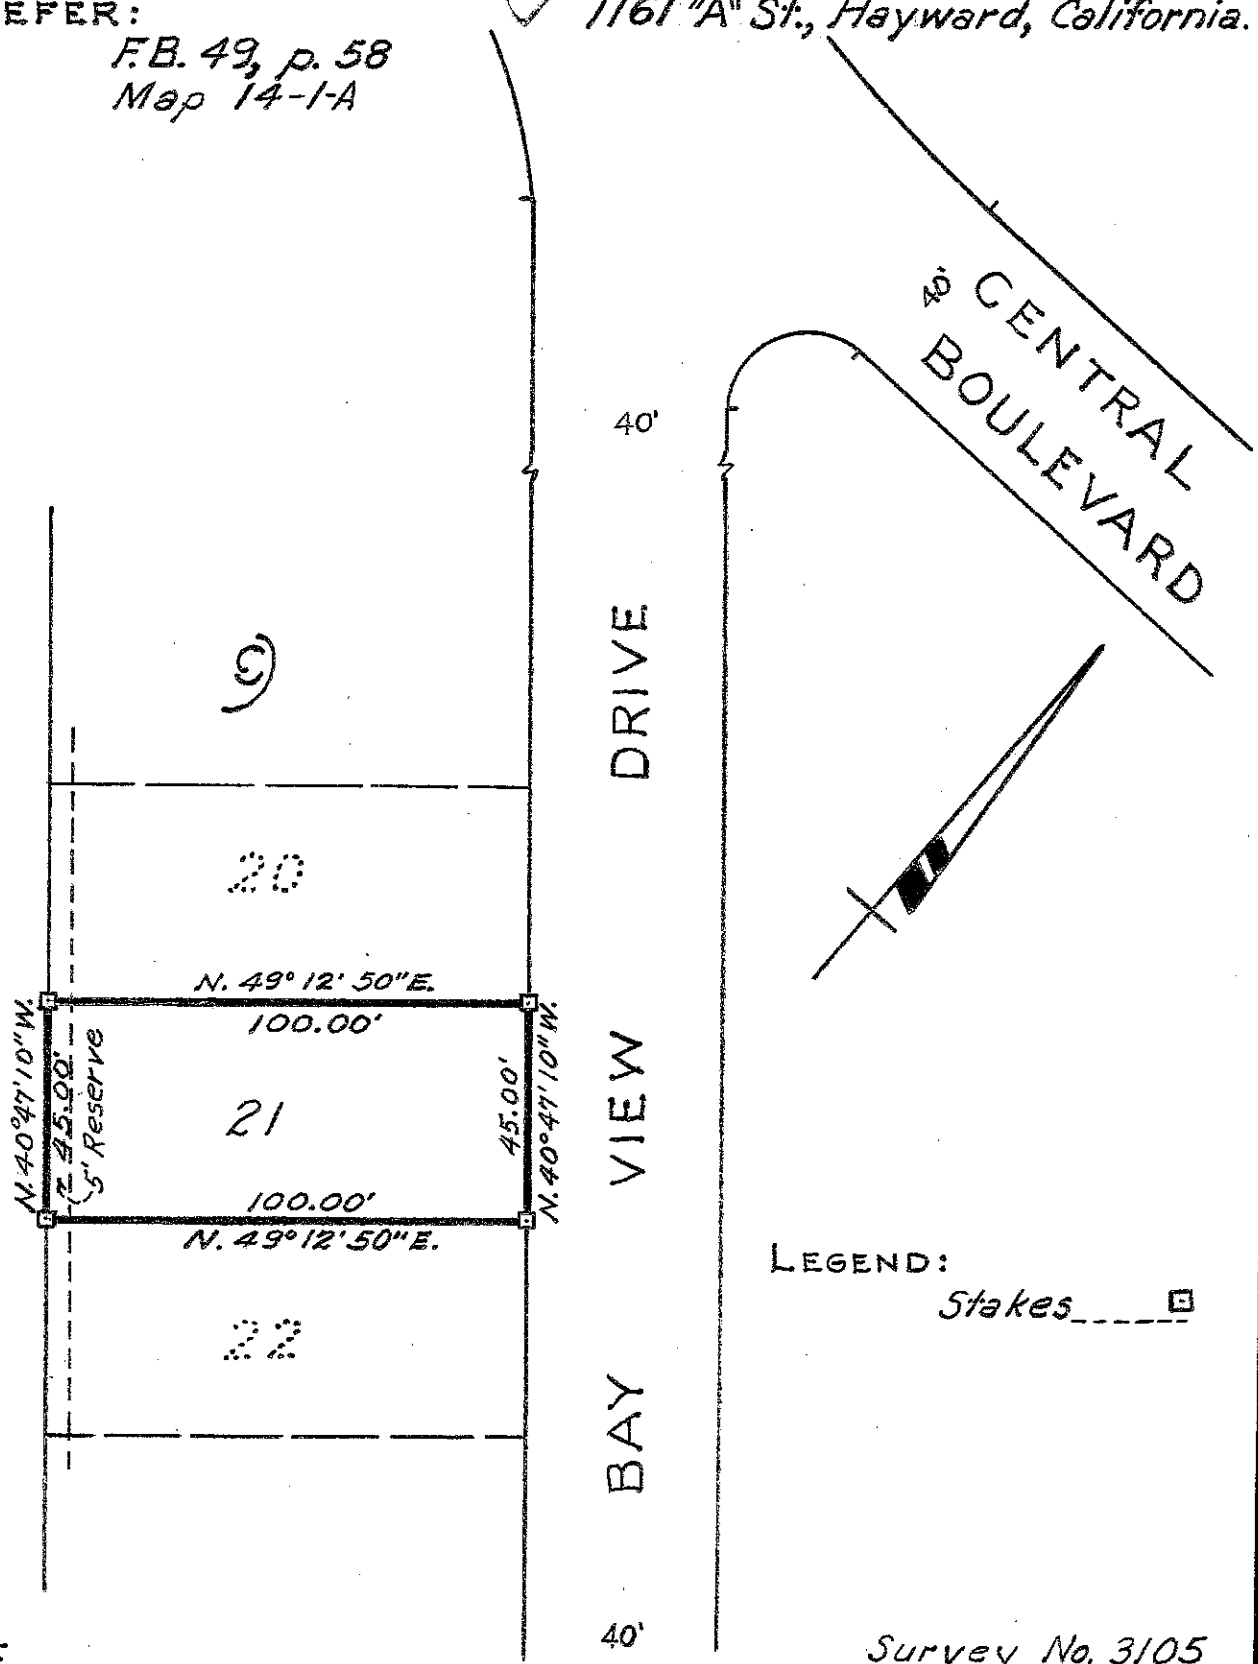 EFER:
1161 "A" St., Hayward, California.
F.B. 49, p. 58
Map 14-1-A
40'
CENTRAL
BOULEVARD
40'
DRIVE
20
N. 49° 12' 50" E.
100.00'
N. 40° 47' 10" W.
45.00'
5' Reserve
21
45.00'
N. 40° 47' 10" W.
VIEW
100.00'
N. 49° 12' 50" E.
LEGEND:
Stakes
22
BAY
40'
Survey No. 3105